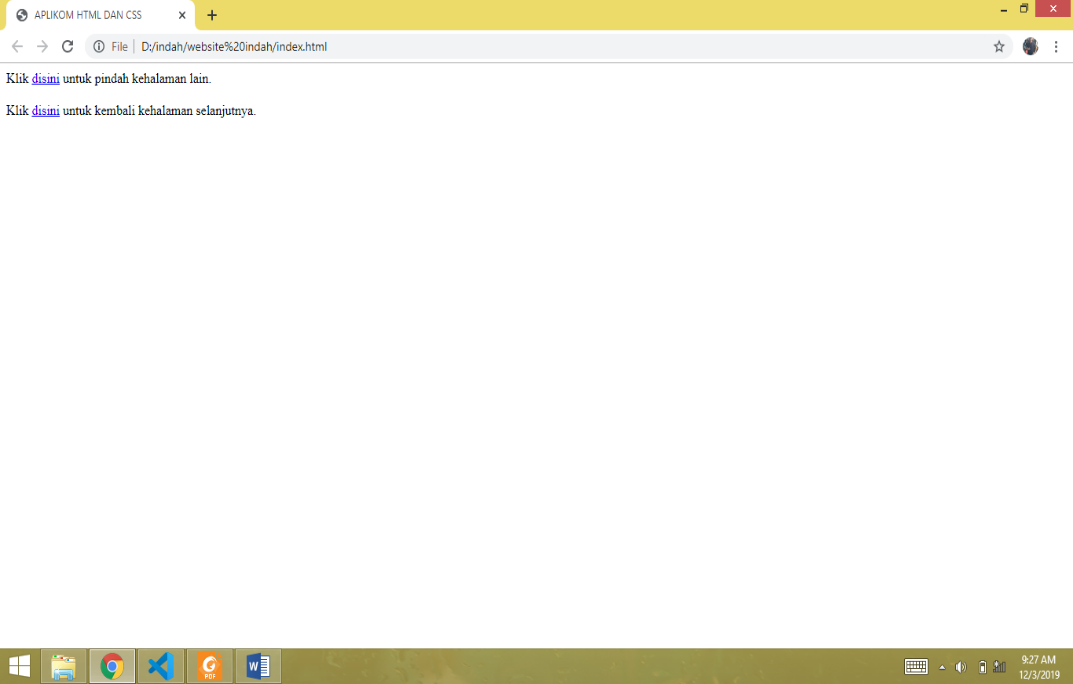 APLIKOM HTML DAN CSS
File D:/indah/website%20indah/index.html
Klik disini untuk pindah kehalaman lain.
Klik disini untuk kembali kehalaman selanjutnya.
G
PDF
W
9:27 AM
12/3/2019